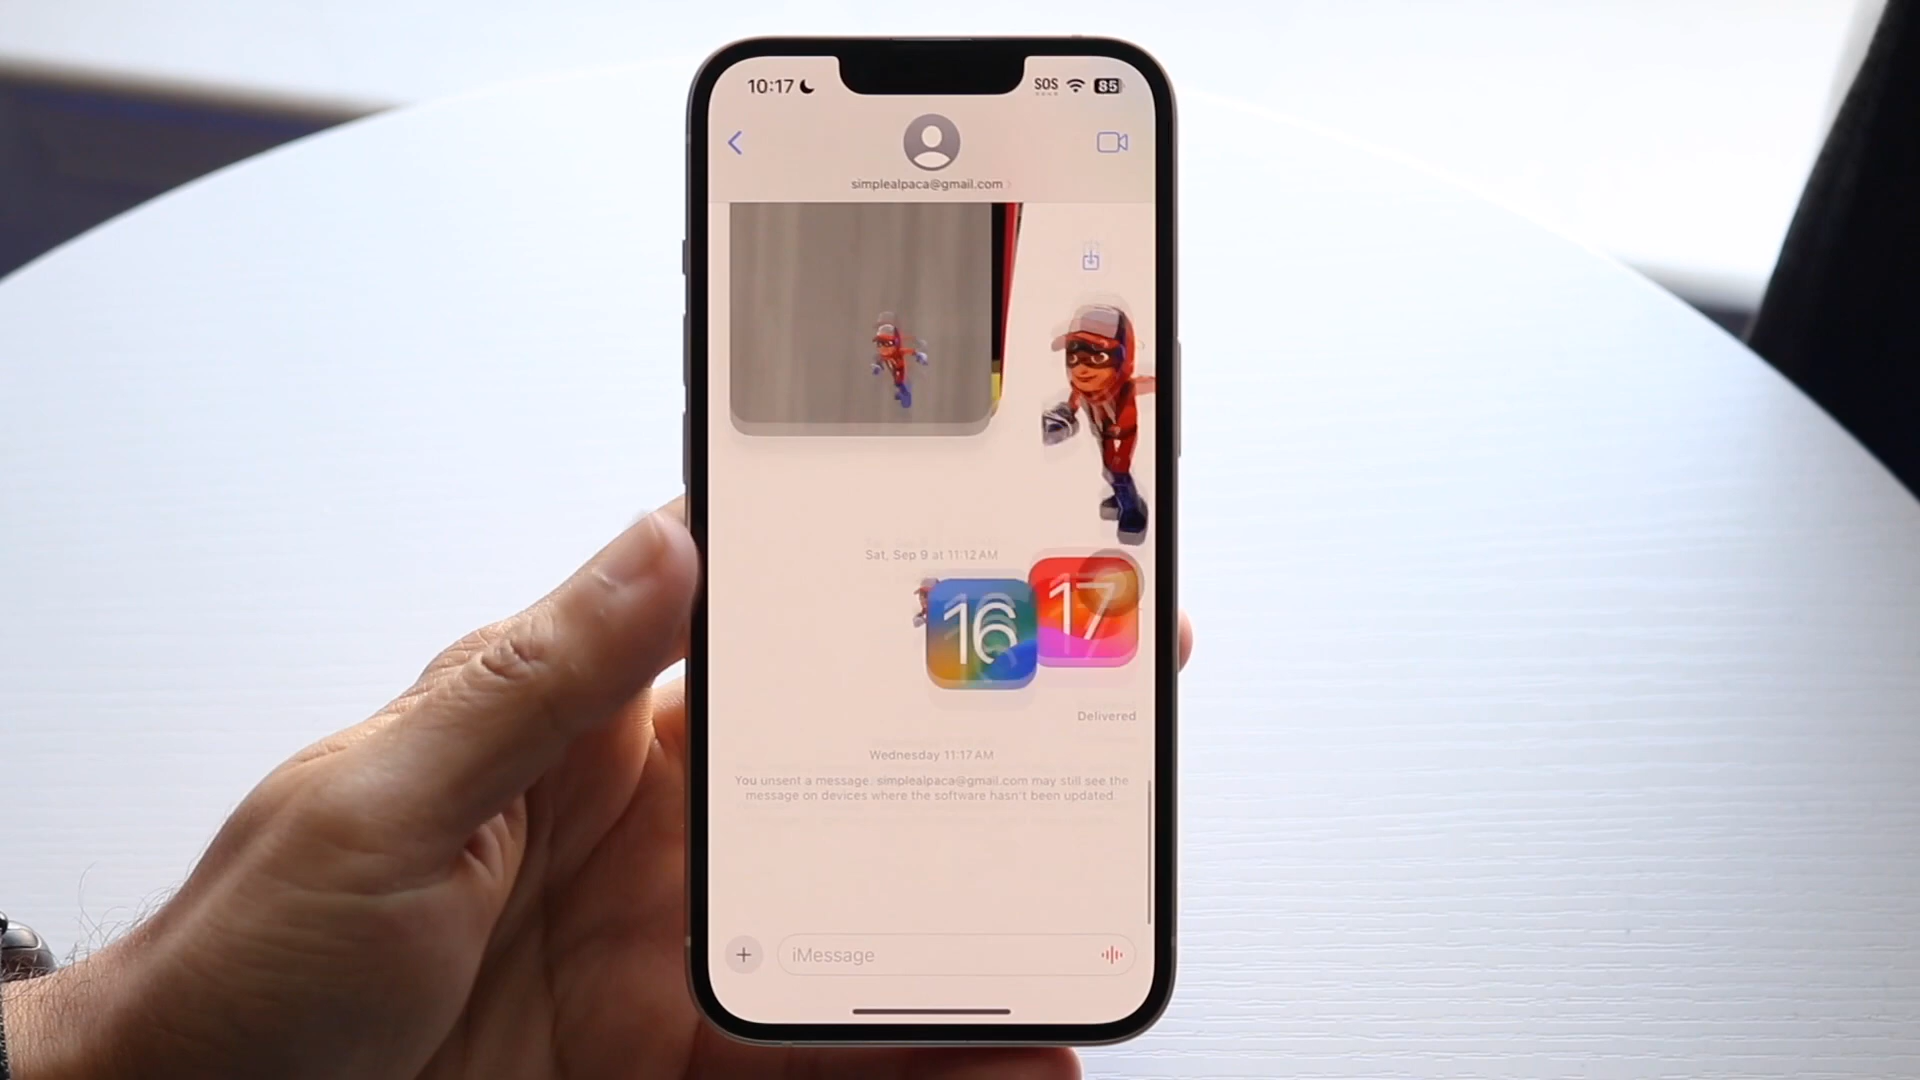 10:17
SOS
85
simplealpaca@gmail.com
Sat, Sep 9 at 11:12 AM
16
17
Delivered
Wednesday 11:17 AM
You unsent a message. simplealpaca@gmail.com may still see the
message on devices where the software hasn't been updated.
iMessage